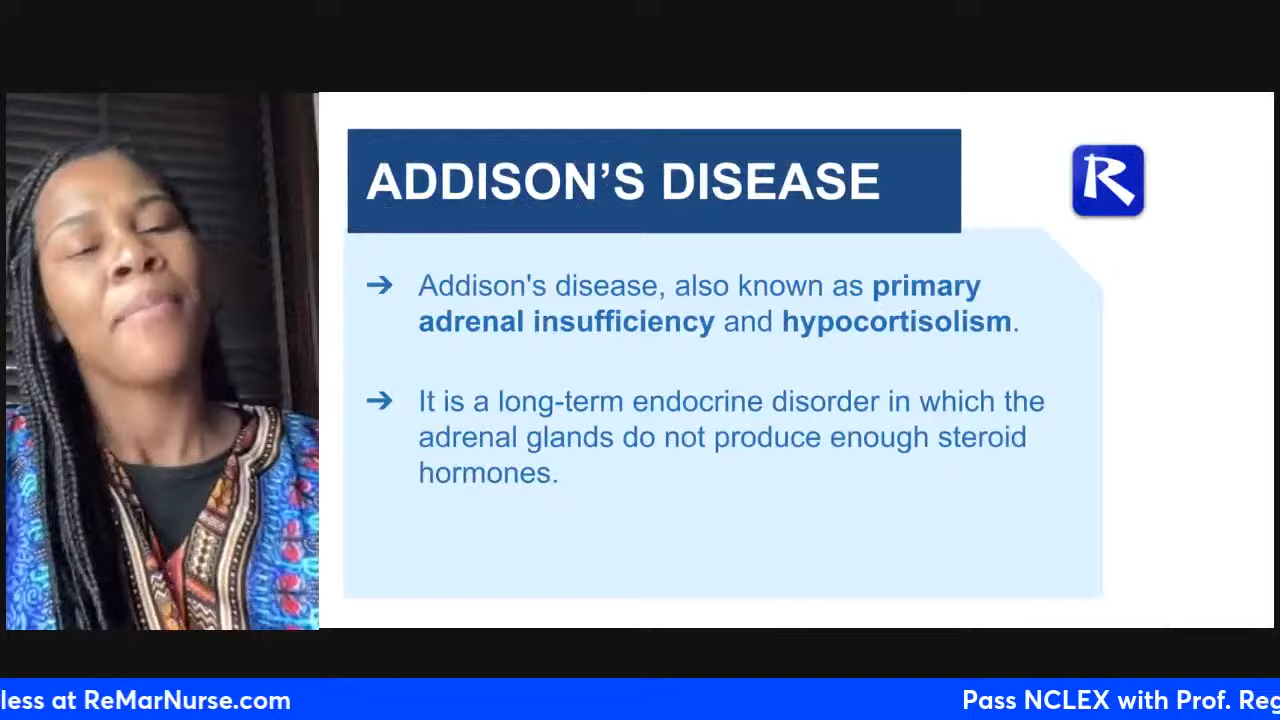 ADDISON’S DISEASE
R
➔ Addison's disease, also known as primary
adrenal insufficiency and hypocortisolism.
➔ It is a long-term endocrine disorder in which the
adrenal glands do not produce enough steroid
hormones.
less at ReMarNurse.com
Pass NCLEX with Prof. Reg